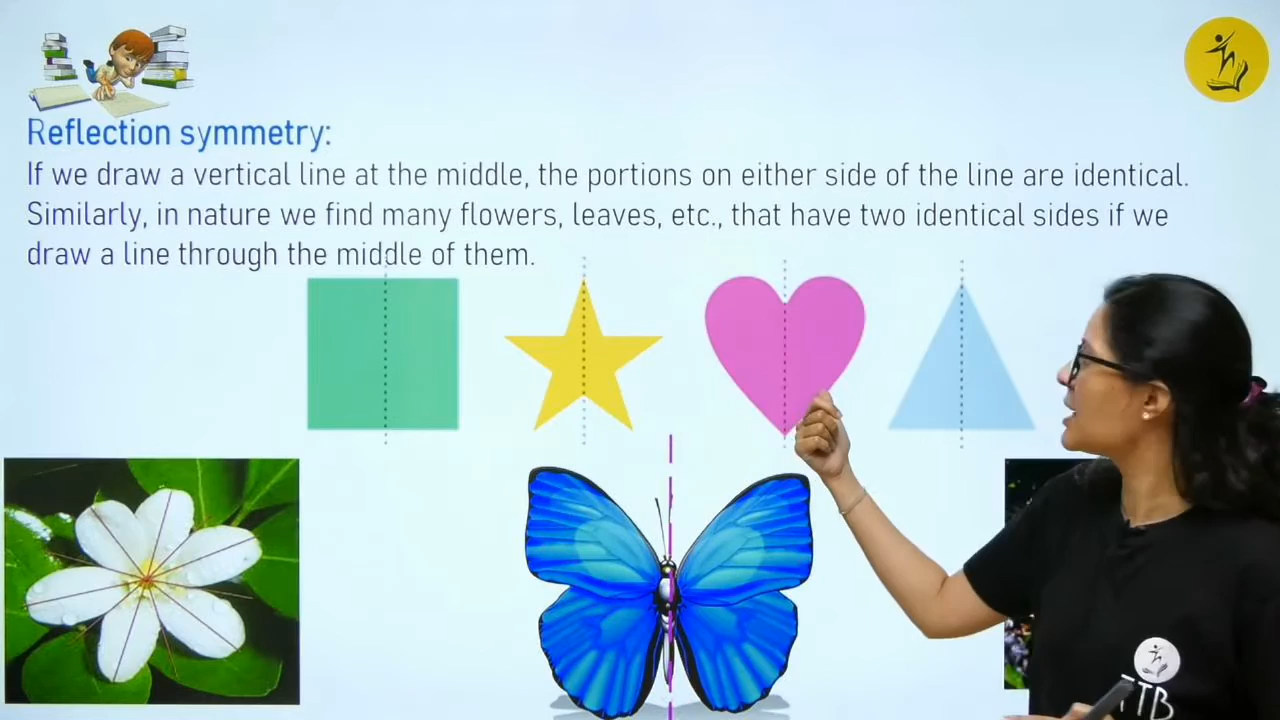 Reflection symmetry:
If we draw a vertical line at the middle, the portions on either side of the line are identical.
Similarly, in nature we find many flowers, leaves, etc., that have two identical sides if we
draw a line through the middle of them.
TTB